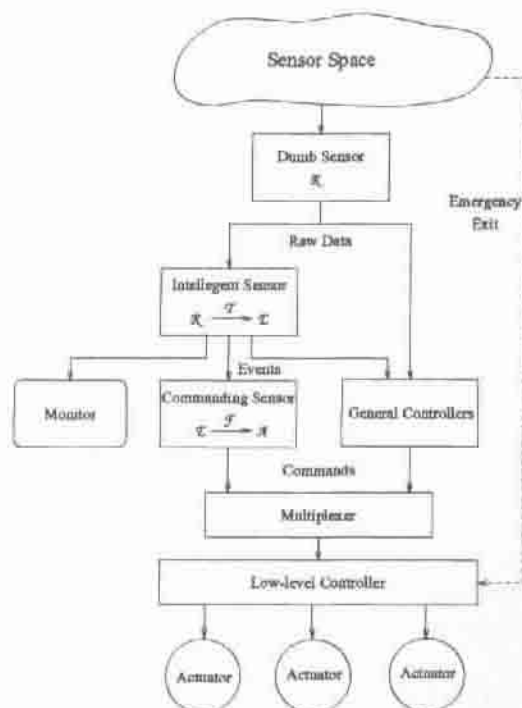 Sensor Space
Dumb Sensor
R
Emergency
Exit
Raw Data
Intellegent Sensor
R T E
Events
Monitor
Commanding Sensor
E F A
General Controllers
Commands
Multiplexer
Low-level Controller
Actuator Actuator Actuator